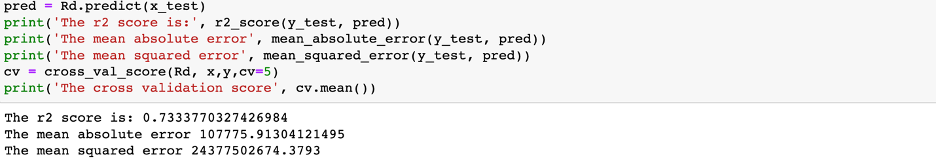 pred = Rd.predict(x_test)
print('The r2 score is:', r2_score(y_test, pred))
print('The mean absolute error', mean_absolute_error(y_test, pred))
print('The mean squared error', mean_squared_error(y_test, pred))
cv = cross_val_score(Rd, x,y,cv=5)
print('The cross validation score', cv.mean())
The r2 score is: 0.7333770327426984
The mean absolute error 107775.91304121495
The mean squared error 24377502674.3793